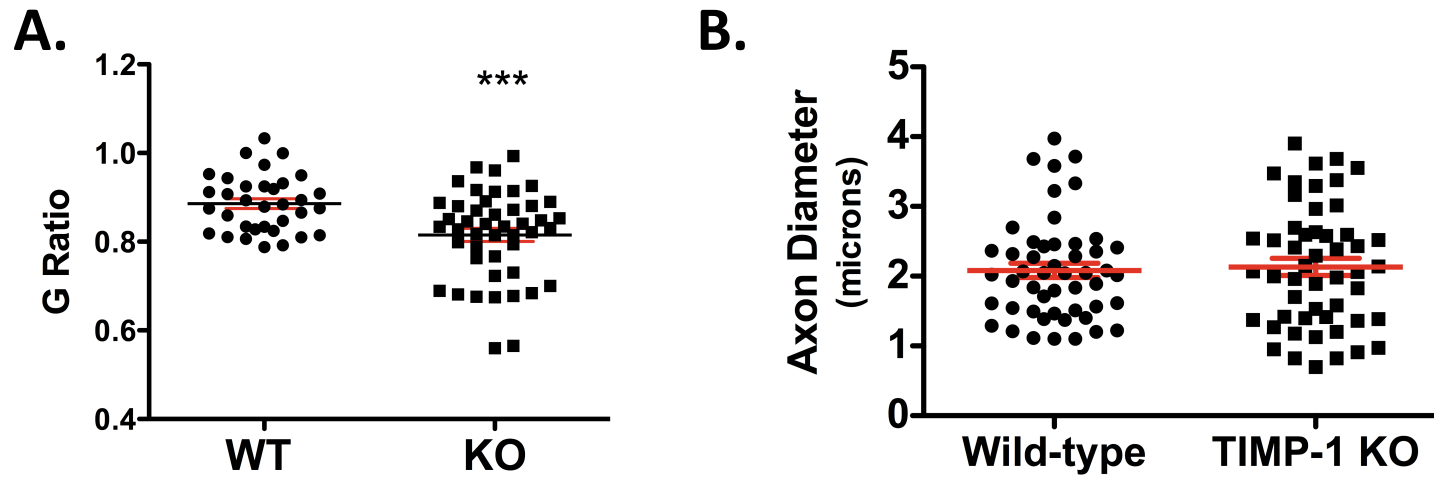 A.
G Ratio
1.2
1.0
0.8
0.6
0.4
***
WT
KO
B.
Axon Diameter
(microns)
5
4
3
2
1
0
Wild-type
TIMP-1 KO